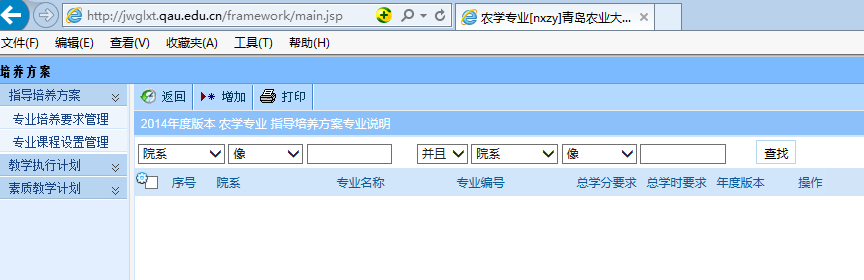 http://jwglxt.qau.edu.cn/framework/main.jsp
农学专业[nxzy]青岛农业大...
文件(F) 编辑(E) 查看(V) 收藏夹(A) 工具(T) 帮助(H)
培养方案
指导培养方案
专业培养要求管理
专业课程设置管理
教学执行计划
素质教学计划
返回 增加 打印
2014年度版本 农学专业 指导培养方案专业说明
院系 像 并且 院系 像 查找
序号 院系 专业名称 专业编号 总学分要求 总学时要求 年度版本 操作